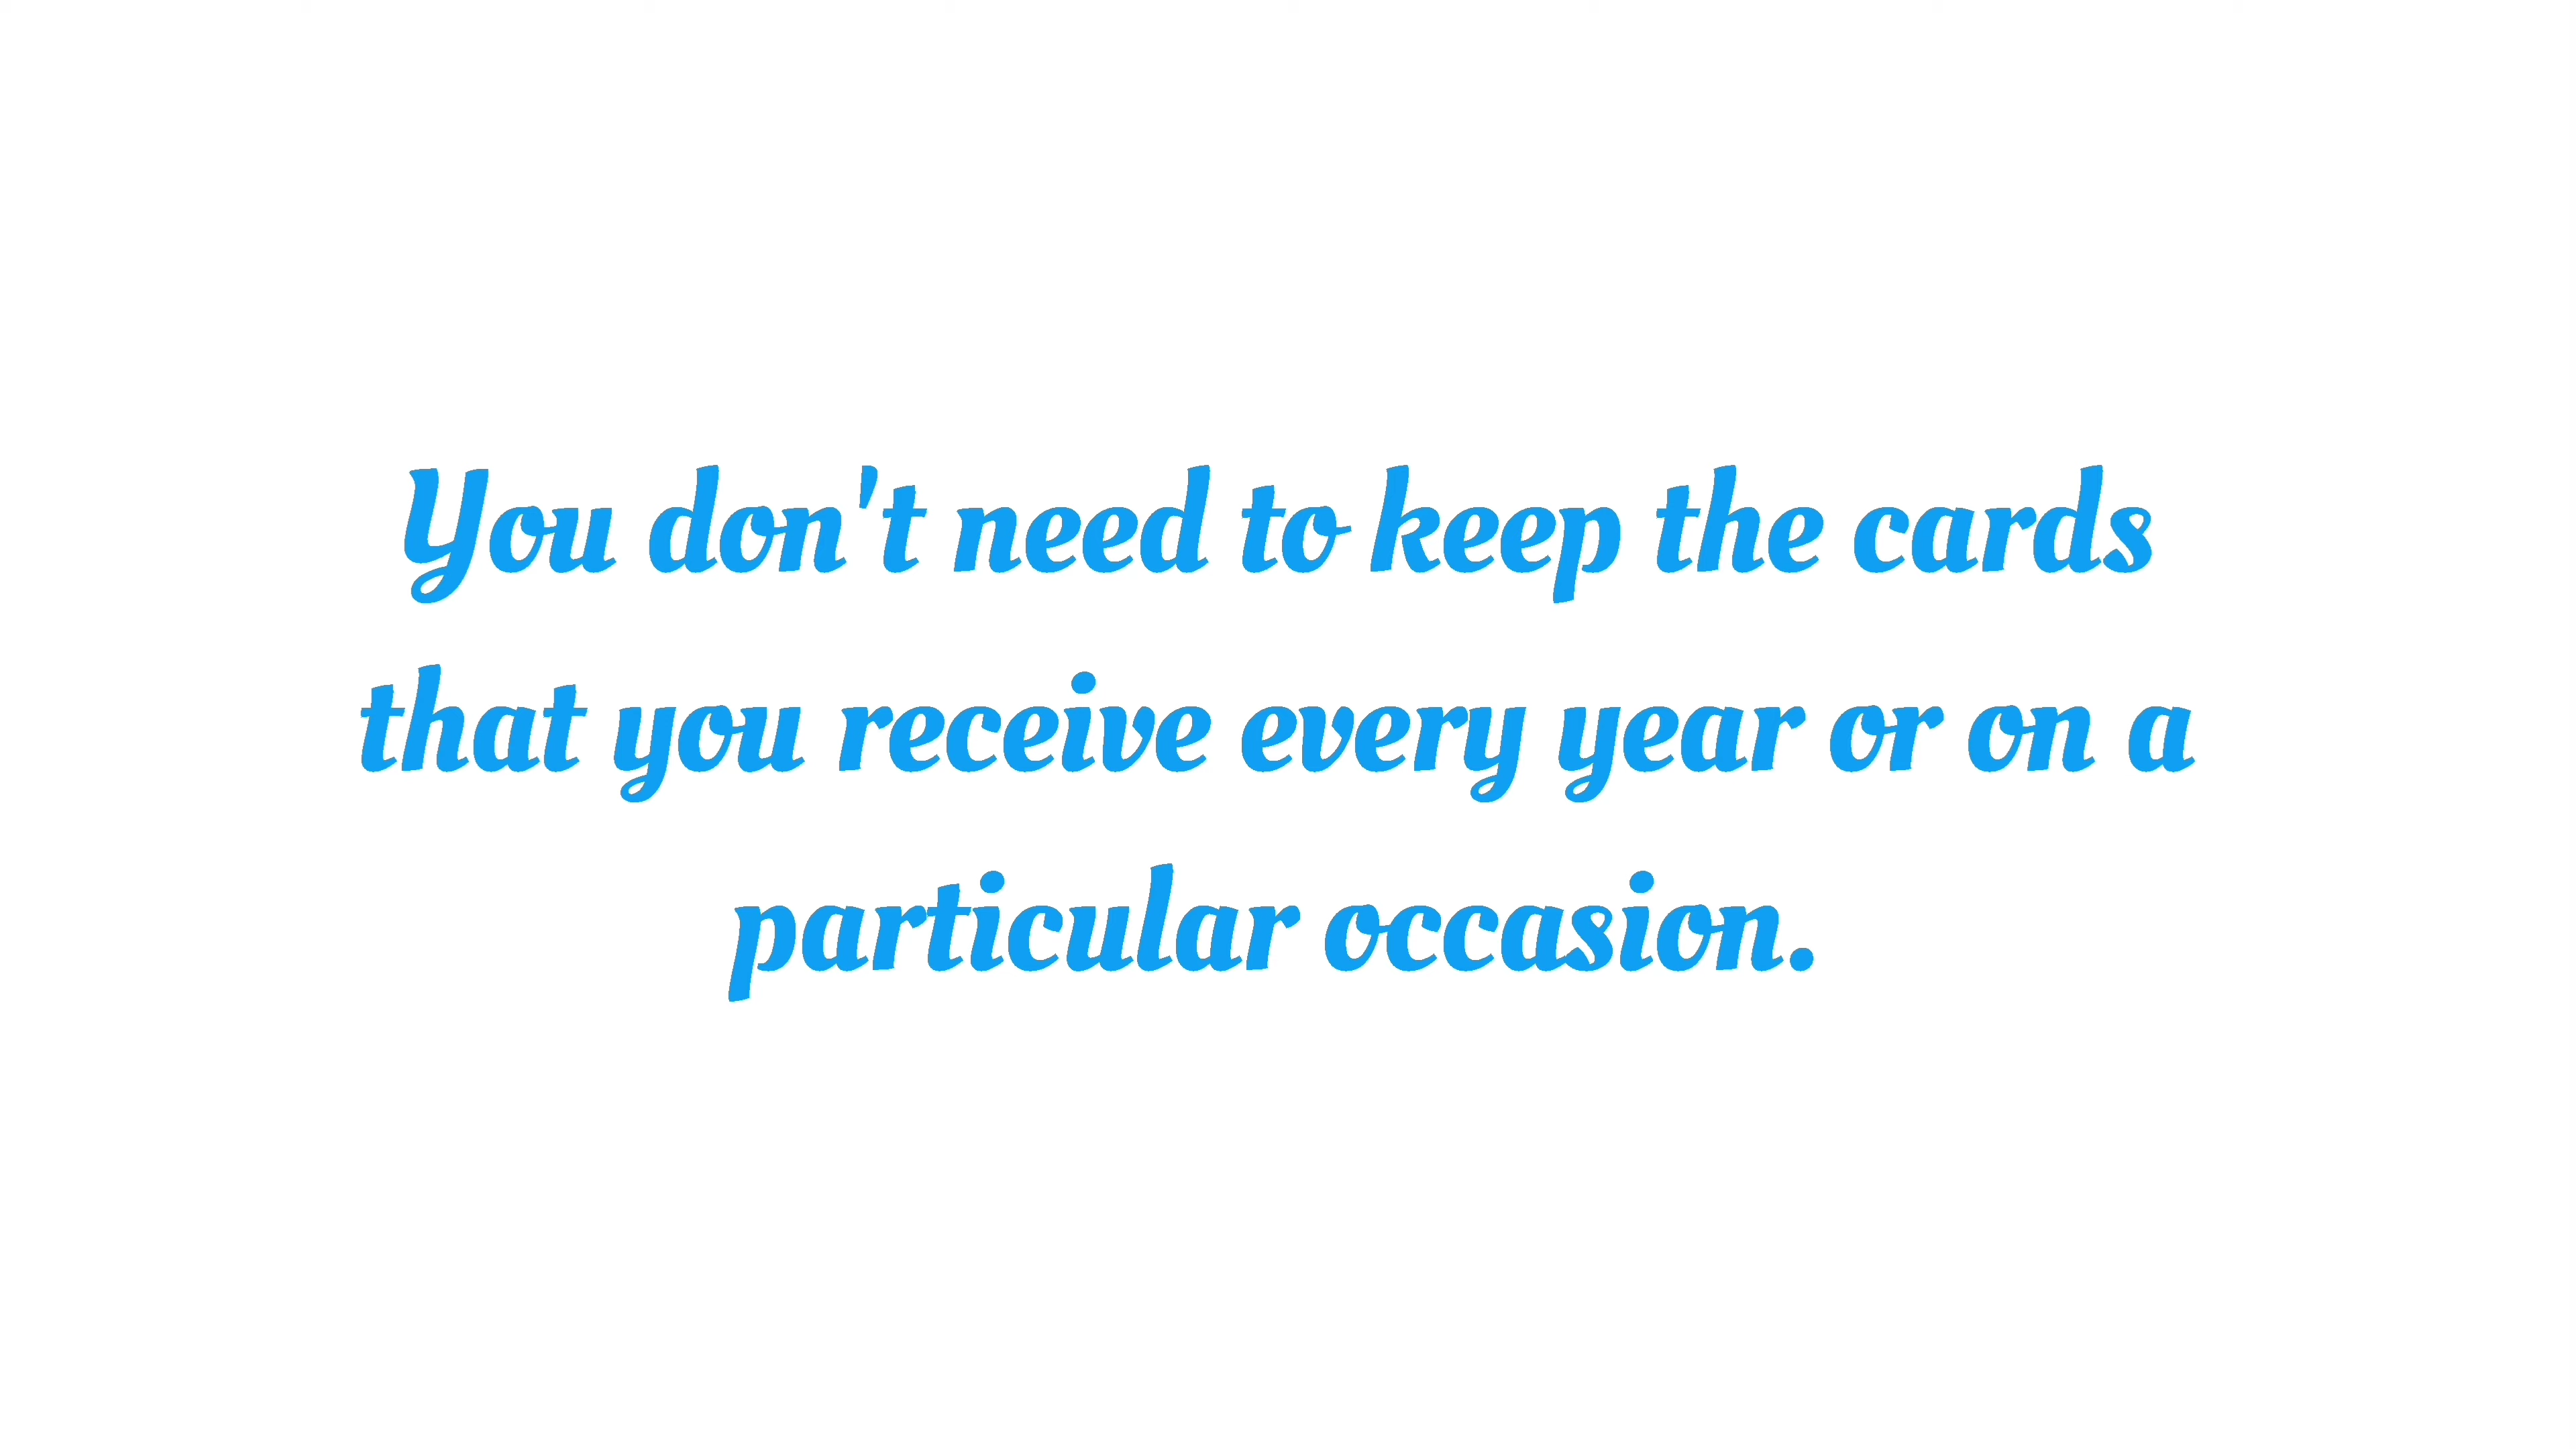 You don't need to keep the cards
that you receive every year or on a
particular occasion.